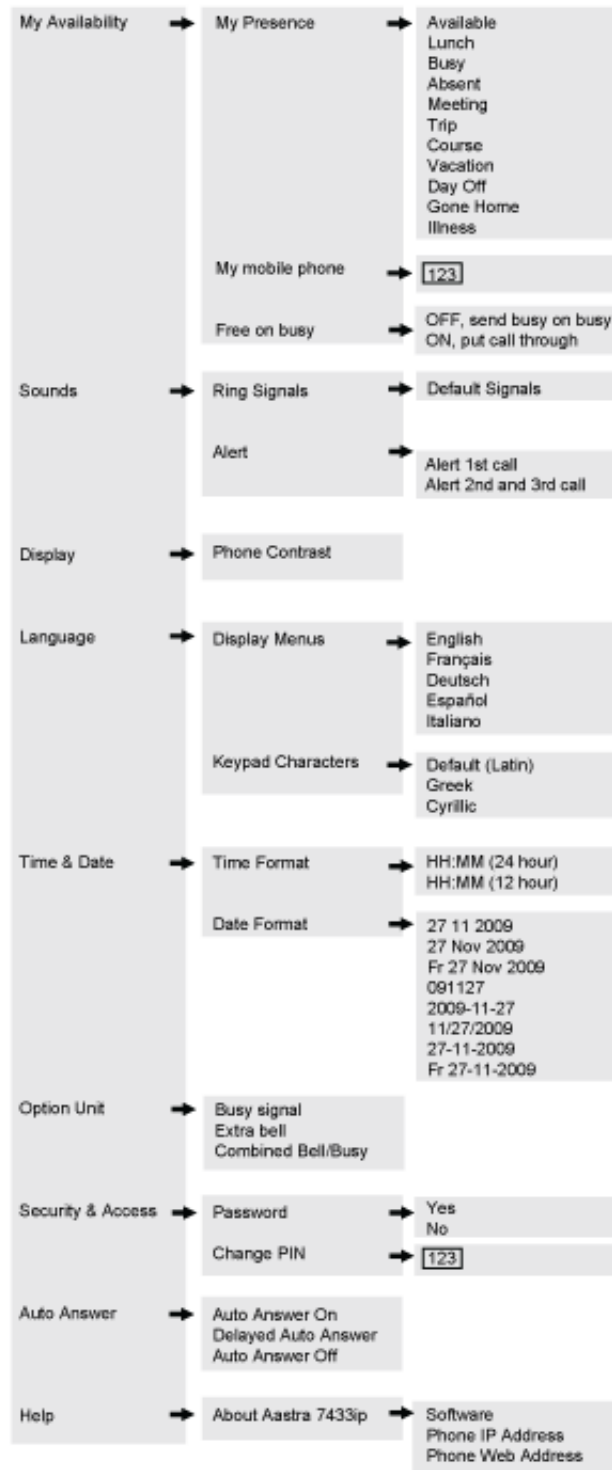 My Availability
My Presence
Available
Lunch
Busy
Absent
Meeting
Trip
Course
Vacation
Day Off
Gone Home
Illness
My mobile phone
123
Free on busy
OFF, send busy on busy
ON, put call through
Sounds
Ring Signals
Default Signals
Alert
Alert 1st call
Alert 2nd and 3rd call
Display
Phone Contrast
Language
Display Menus
English
Français
Deutsch
Español
Italiano
Keypad Characters
Default (Latin)
Greek
Cyrillic
Time & Date
Time Format
HH:MM (24 hour)
HH:MM (12 hour)
Date Format
27 11 2009
27 Nov 2009
Fr 27 Nov 2009
091127
2009-11-27
11/27/2009
27-11-2009
Fr 27-11-2009
Option Unit
Busy signal
Extra bell
Combined Bell/Busy
Security & Access
Password
Yes
No
Change PIN
123
Auto Answer
Auto Answer On
Delayed Auto Answer
Auto Answer Off
Help
About Aastra 7433ip
Software
Phone IP Address
Phone Web Address